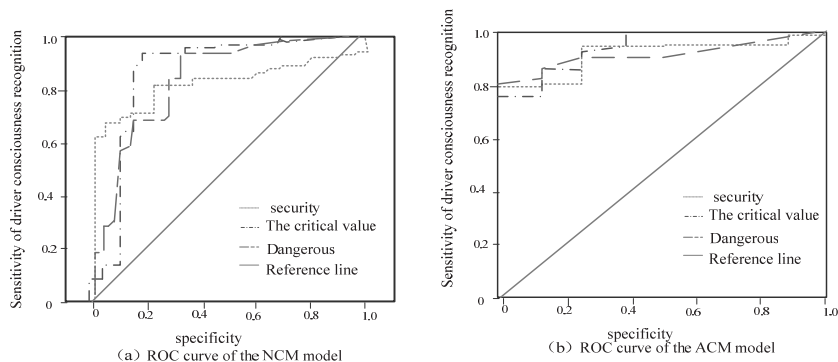 Sensitivity of driver consciousness recognition
1.0
0.8
0.6
0.4
0.2
0
security
The critical value
Dangerous
Reference line
0 0.2 0.4 0.6 0.8 1.0
specificity
(a) ROC curve of the NCM model
Sensitivity of driver consciousness recognition
1.0
0.8
0.6
0.4
0.2
0
security
The critical value
Dangerous
Reference line
0 0.2 0.4 0.6 0.8 1.0
specificity
(b) ROC curve of the ACM model